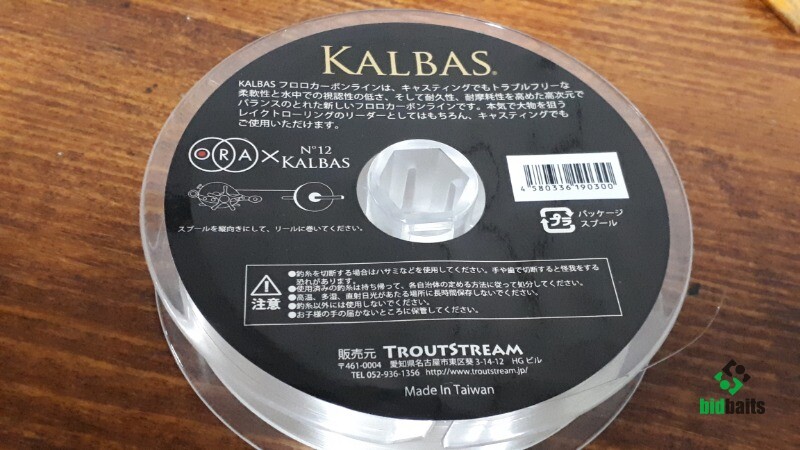 KALBAS®
KALBAS フロロカーボンラインは、キャスティングでもトラブルフリーな
柔軟性と水中での視認性の低さ、そして耐久性、耐摩耗性を高めた高次元で
バランスのとれた新しいフロロカーボンラインです。本気で大物を狙う
レイクトローリングのリーダーとしてはもちろん、キャスティングでも
ご使用いただけます。
ORA×KALBAS N°12
4 580336 190300
プラ パッケージ
スプール
スプールを縦向きにして、リールに巻いてください。
注意
●釣糸を切断する場合はハサミなどを使用してください。手や歯で切断すると怪我をする
恐れがあります。
●使用済みの釣糸は持ち帰って、各自治体の定める方法に従って処分してください。
●高温、多湿、直射日光があたる場所に長時間保存しないでください。
●釣糸以外には使用しないでください。
●お子様の手の届かないところに保管してください。
販売元 TROUTSTREAM
〒461-0004 愛知県名古屋市東区葵3-14-12 HG ビル
TEL 052-936-1356 http://www.troutstream.jp/
Made In Taiwan
bidbaits